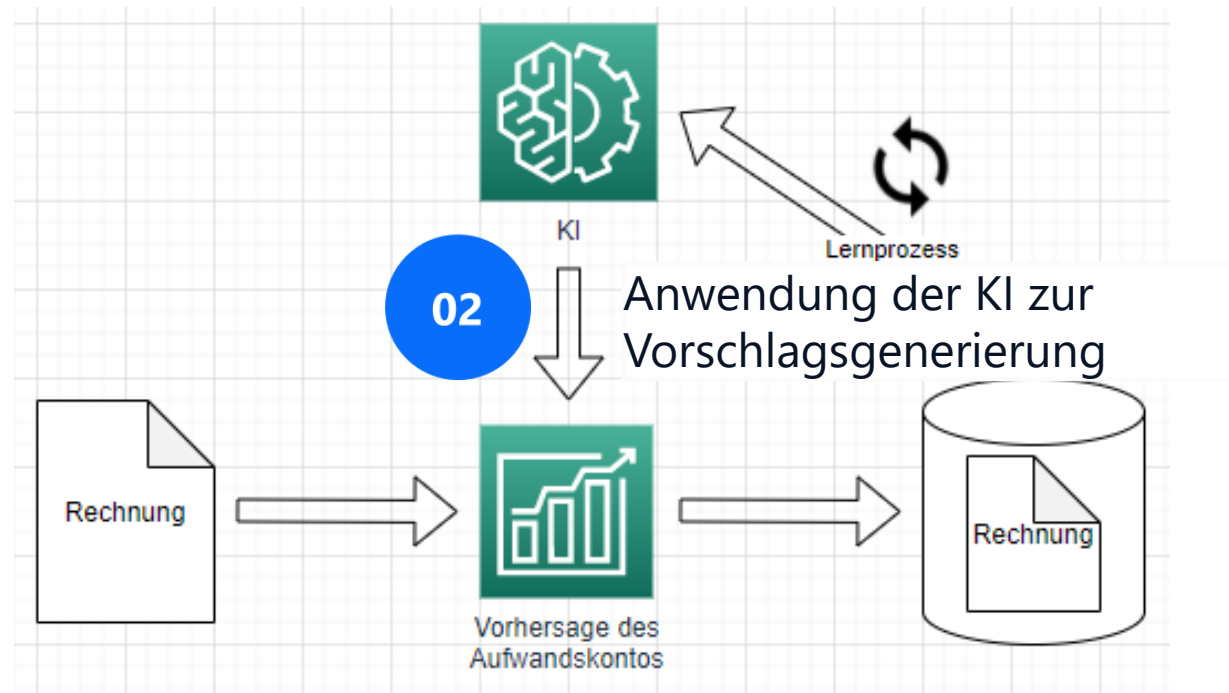 KI
Lernprozess
02
Anwendung der KI zur
Vorschlagsgenerierung
Rechnung
Rechnung
Vorhersage des
Aufwandskontos